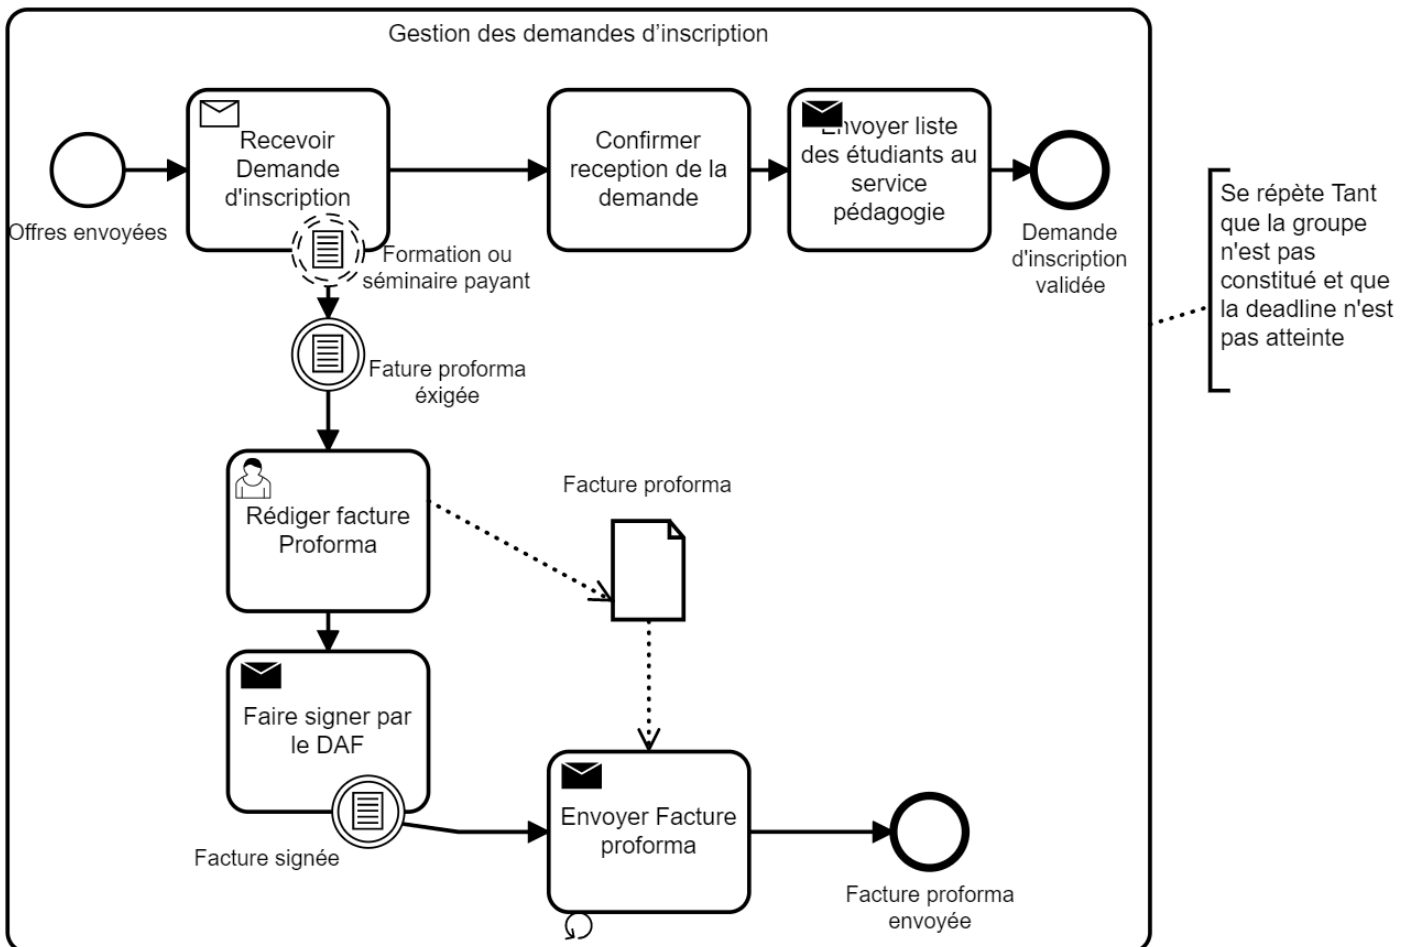 Gestion des demandes d’inscription
Recevoir
Demande
d'inscription
Confirmer
reception de la
demande
Envoyer liste
des étudiants au
service
pédagogie
Offres envoyées
Formation ou
séminaire payant
Demande
d'inscription
validée
Se répète Tant
que la groupe
n'est pas
constitué et que
la deadline n'est
pas atteinte
Fature proforma
éxigée
Rédiger facture
Proforma
Facture proforma
Faire signer par
le DAF
Facture signée
Envoyer Facture
proforma
Facture proforma
envoyée